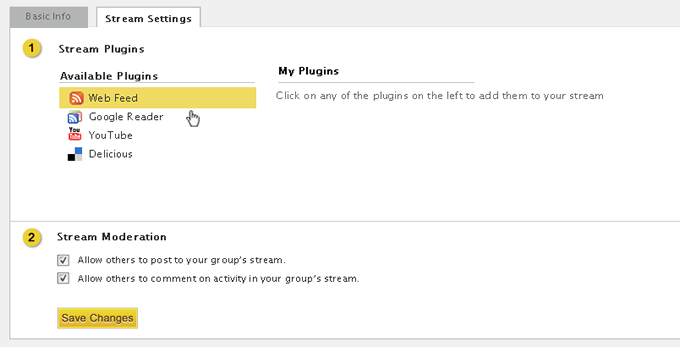 Basic Info
Stream Settings
1
Stream Plugins
Available Plugins
My Plugins
Web Feed
Click on any of the plugins on the left to add them to your stream
Google Reader
You Tube
YouTube
Delicious
2
Stream Moderation
Allow others to post to your group's stream.
Allow others to comment on activity in your group's stream.
Save Changes